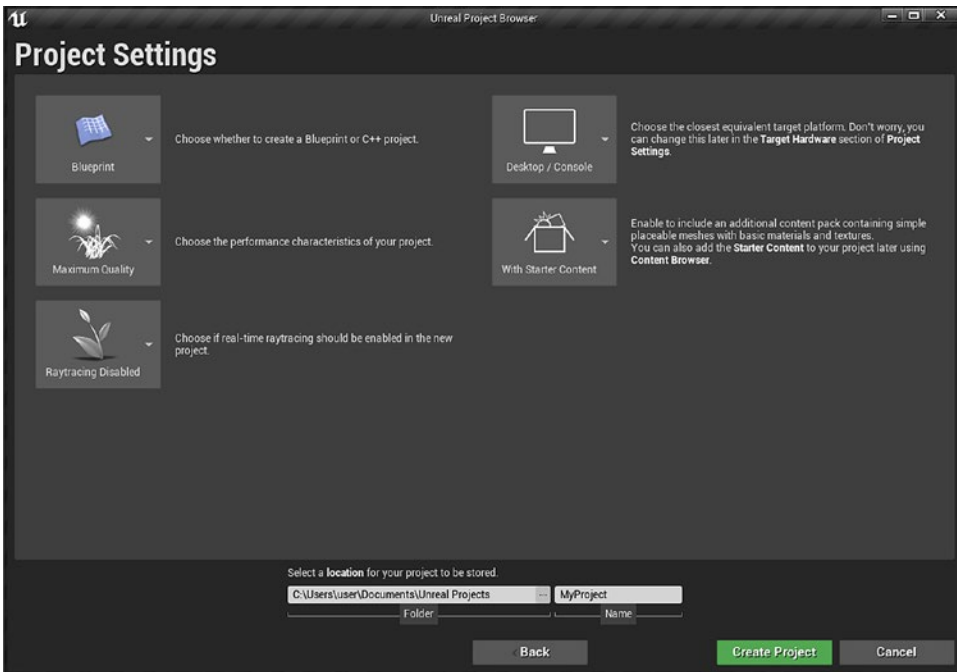 Unreal Project Browser
Project Settings
Blueprint
Choose whether to create a Blueprint or C++ project.
Desktop / Console
Choose the closest equivalent target platform. Don't worry, you
can change this later in the Target Hardware section of Project
Settings.
Maximum Quality
Choose the performance characteristics of your project.
With Starter Content
Enable to include an additional content pack containing simple
placeable meshes with basic materials and textures.
You can also add the Starter Content to your project later using
Content Browser.
Raytracing Disabled
Choose if real-time raytracing should be enabled in the new
project.
Select a location for your project to be stored.
C:\Users\user\Documents\Unreal Projects
...
MyProject
Folder
Name
Back
Create Project
Cancel